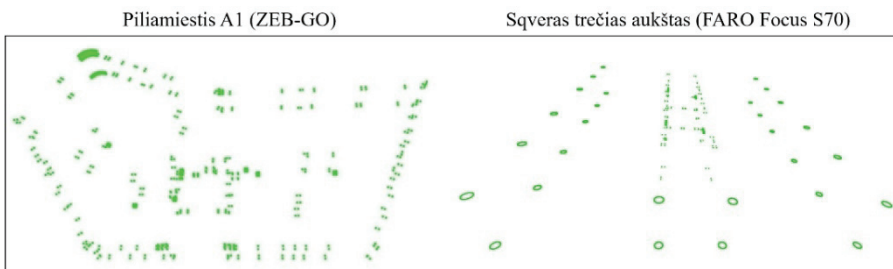 Piliamiestis A1 (ZEB-GO)
Sqveras trečias aukštas (FARO Focus S70)